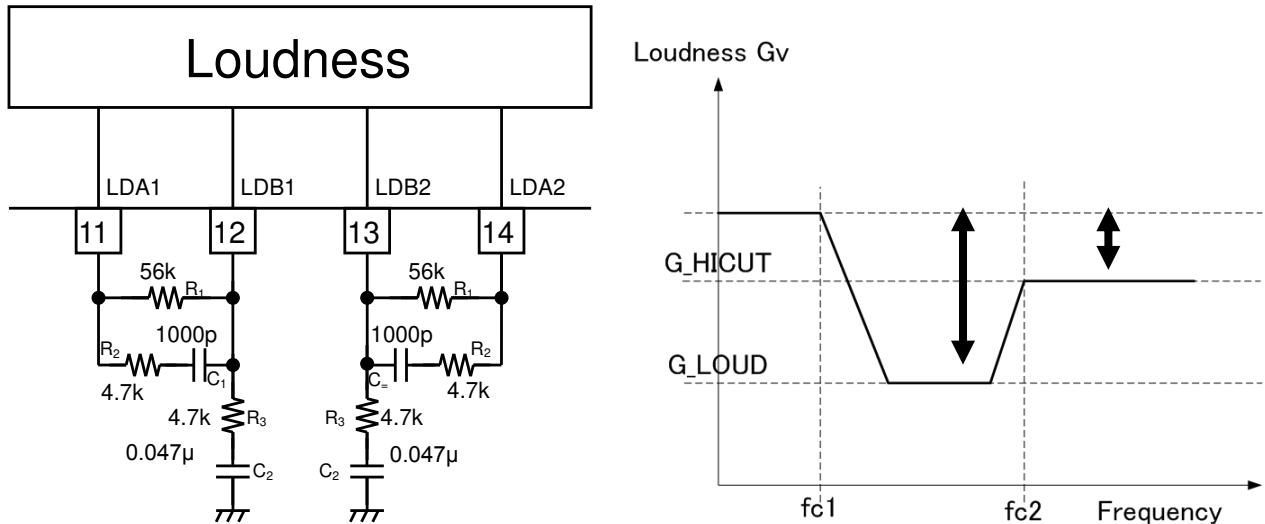 Loudness
LDA1 LDB1 LDB2 LDA2
11 12 13 14
56k 56k
R₁ R₁
1000p 1000p
R₂ R₂
C₁ C₌
4.7k 4.7k
4.7k R₃ R₃ 4.7k
0.047μ 0.047μ
C₂ C₂
Loudness Gv
G_HICUT
G_LOUD
fc1 fc2 Frequency